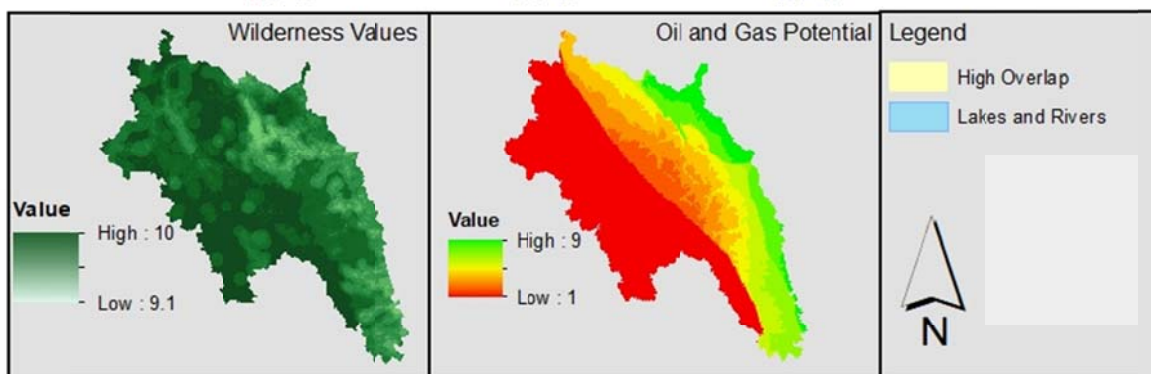 Wilderness Values
Value
High : 10
Low : 9.1
Oil and Gas Potential
Value
High : 9
Low : 1
Legend
High Overlap
Lakes and Rivers
N